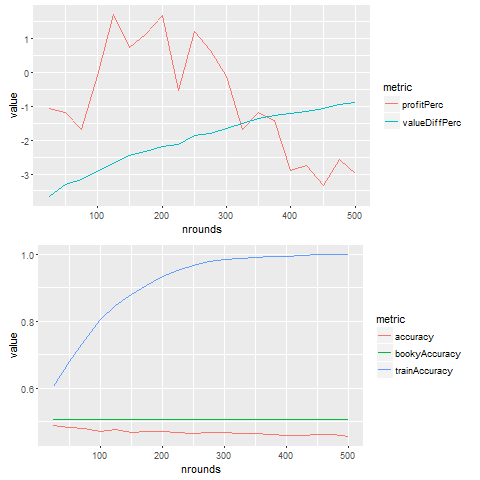 1
0
-1
-2
-3
value
100
200
300
400
500
nrounds
metric
profitPerc
valueDiffPerc
1.0
0.8
0.6
value
100
200
300
400
500
nrounds
metric
accuracy
bookyAccuracy
trainAccuracy